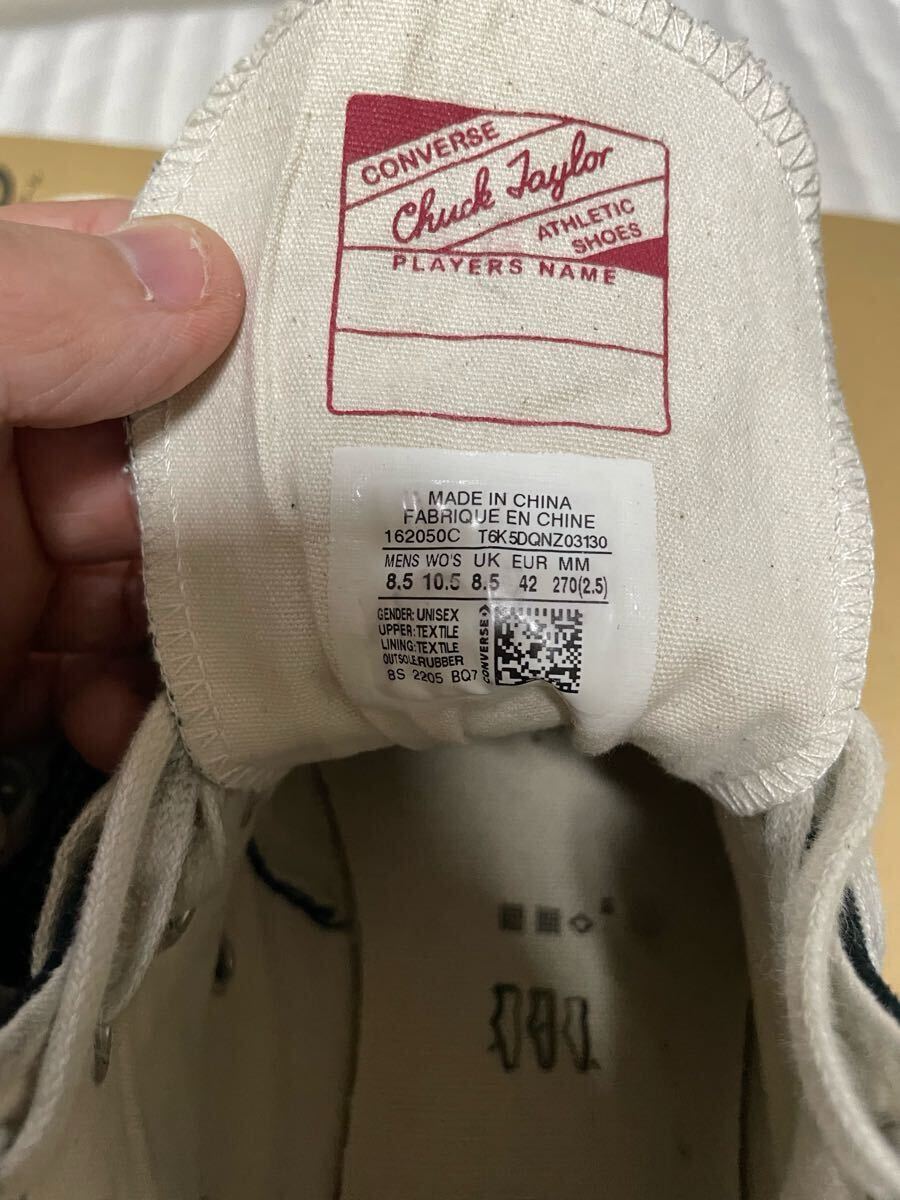 CONVERSE
Chuck Taylor
ATHLETIC
SHOES
PLAYERS NAME
MADE IN CHINA
FABRIQUE EN CHINE
162050C T6K5DQNZ03130
MENS WO'S UK EUR MM
8.5 10.5 8.5 42 270(2.5)
GENDER: UNISEX
UPPER: TEXTILE
LINING: TEXTILE
OUTSOLE: RUBBER
8S 2205 BQ7
CONVERSE